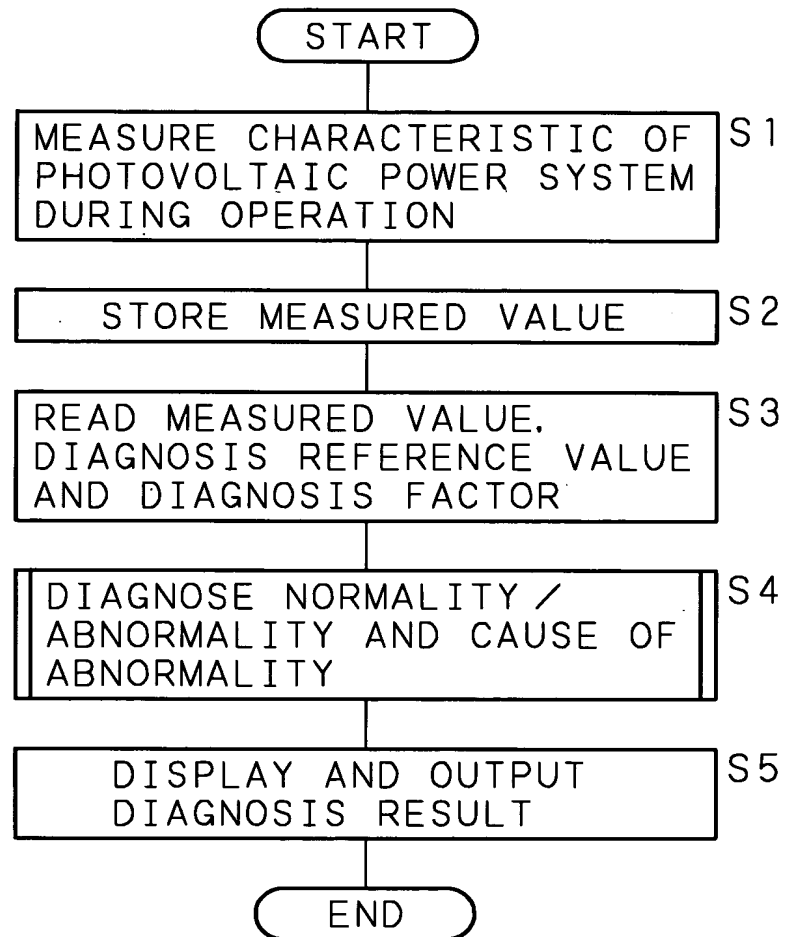 START
MEASURE CHARACTERISTIC OF S1
PHOTOVOLTAIC POWER SYSTEM
DURING OPERATION
STORE MEASURED VALUE S2
READ MEASURED VALUE, S3
DIAGNOSIS REFERENCE VALUE
AND DIAGNOSIS FACTOR
DIAGNOSE NORMALITY/ S4
ABNORMALITY AND CAUSE OF
ABNORMALITY
DISPLAY AND OUTPUT S5
DIAGNOSIS RESULT
END